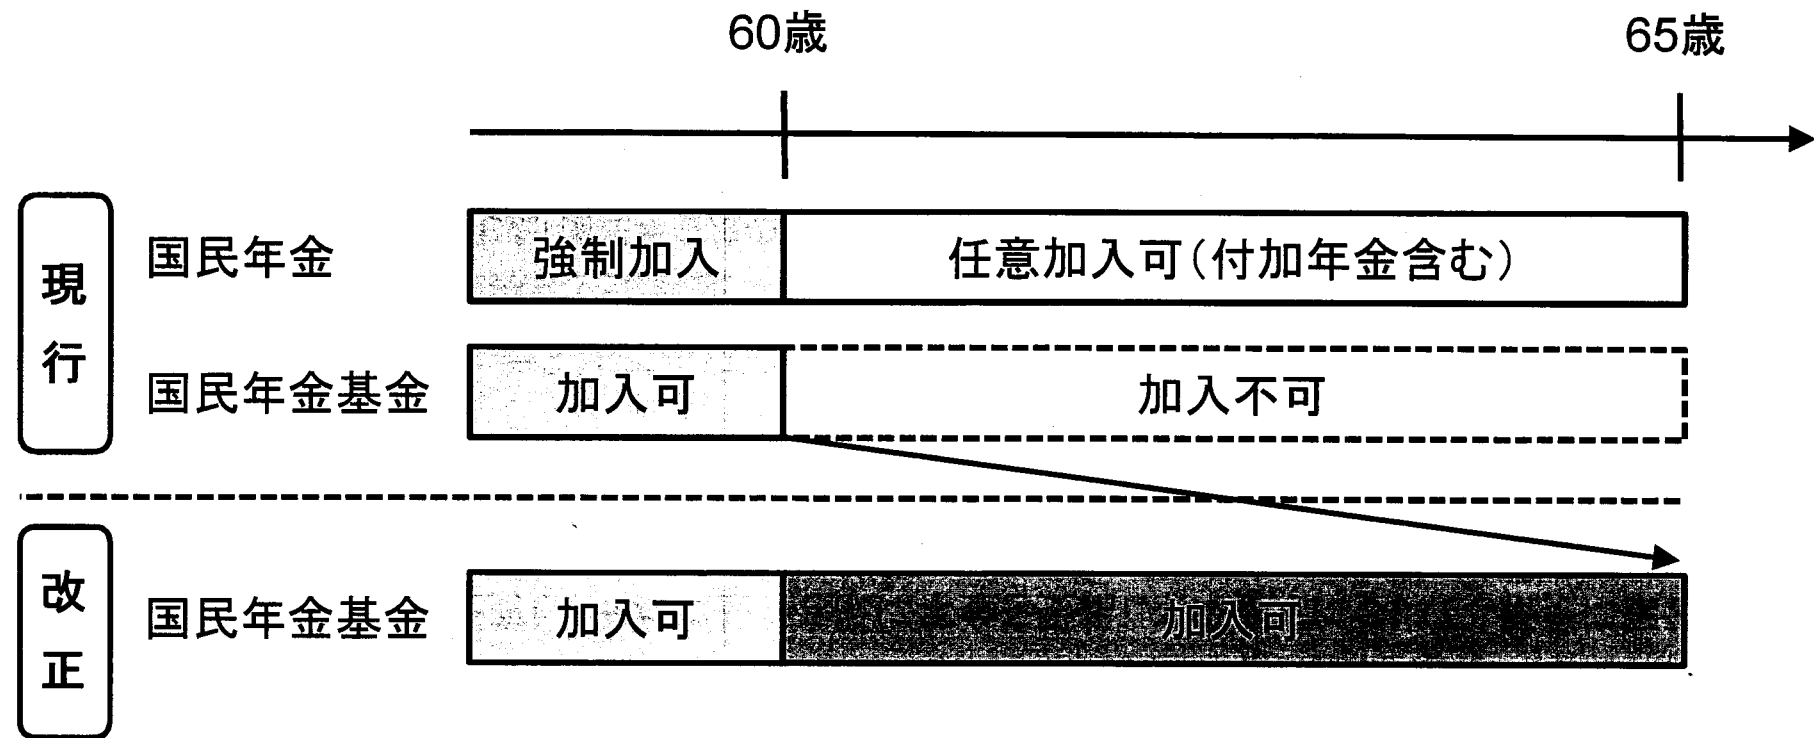 60歳
65歳
現行
国民年金
強制加入
任意加入可(付加年金含む)
国民年金基金
加入可
加入不可
改正
国民年金基金
加入可
加入可